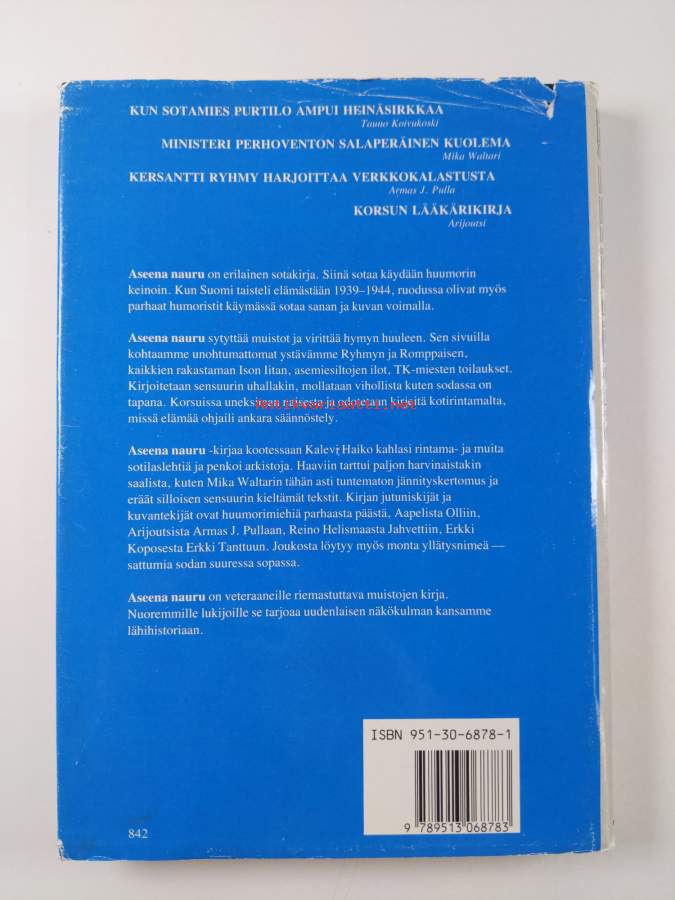 KUN SOTAMIES PURTILO AMPUI HEINÄSIRKKAA
Tauno Koivukoski
MINISTERI PERHOVENTON SALAPERÄINEN KUOLEMA
Mika Waltari
KERSANTTI RYHMY HARJOITTAA VERKKOKALASTUSTA
Armas J. Pulla
KORSUN LÄÄKÄRIKIRJA
Arijoutsi
Aseena nauru on erilainen sotakirja. Siinä sotaa käydään huumorin
keinoin. Kun Suomi taisteli elämästään 1939–1944, ruodussa olivat myös
parhaat humoristit käymässä sotaa sanan ja kuvan voimalla.
Aseena nauru sytyttää muistot ja virittää hymyn huuleen. Sen sivuilla
kohtaamme unohtumattomat ystävämme Ryhmyn ja Romppaisen,
kaikkien rakastaman Ison Iitan, asemiesiltojen ilot, TK-miesten toilaukset.
Kirjoitetaan sensuurin uhallakin, mollataan vihollista kuten sodassa on
tapana. Korsuissa uneksitaan naisesta ja odotetaan kirjeitä kotirintamalta,
missä elämää ohjaili ankara säännöstely.
antikvariaatti.net
Aseena nauru -kirjaa kootessaan Kalevi Haiko kahlasi rintama- ja muita
sotilaslehtiä ja penkoi arkistoja. Haaviin tarttui paljon harvinaistakin
saalista, kuten Mika Waltarin tähän asti tuntematon jännityskertomus ja
eräät silloisen sensuurin kieltämät tekstit. Kirjan jutuniskijät ja
kuvantekijät ovat huumorimiehiä parhaasta päästä, Aapelista Olliin,
Arijoutsista Armas J. Pullaan, Reino Helismaasta Jahvettiin, Erkki
Koposesta Erkki Tanttuun. Joukosta löytyy myös monta yllätysnimeä —
sattumia sodan suuressa sopassa.
Aseena nauru on veteraaneille riemastuttava muistojen kirja.
Nuoremmille lukijoille se tarjoaa uudenlaisen näkökulman kansamme
lähihistoriaan.
ISBN 951-30-6878-1
9 789513 068783
842